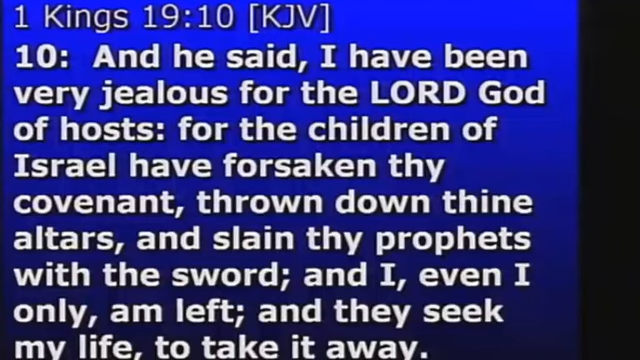 1 Kings 19:10 [KJV]
10:  And he said, I have been
very jealous for the LORD God
of hosts: for the children of
Israel have forsaken thy
covenant, thrown down thine
altars, and slain thy prophets
with the sword; and I, even I
only, am left; and they seek
my life, to take it away.